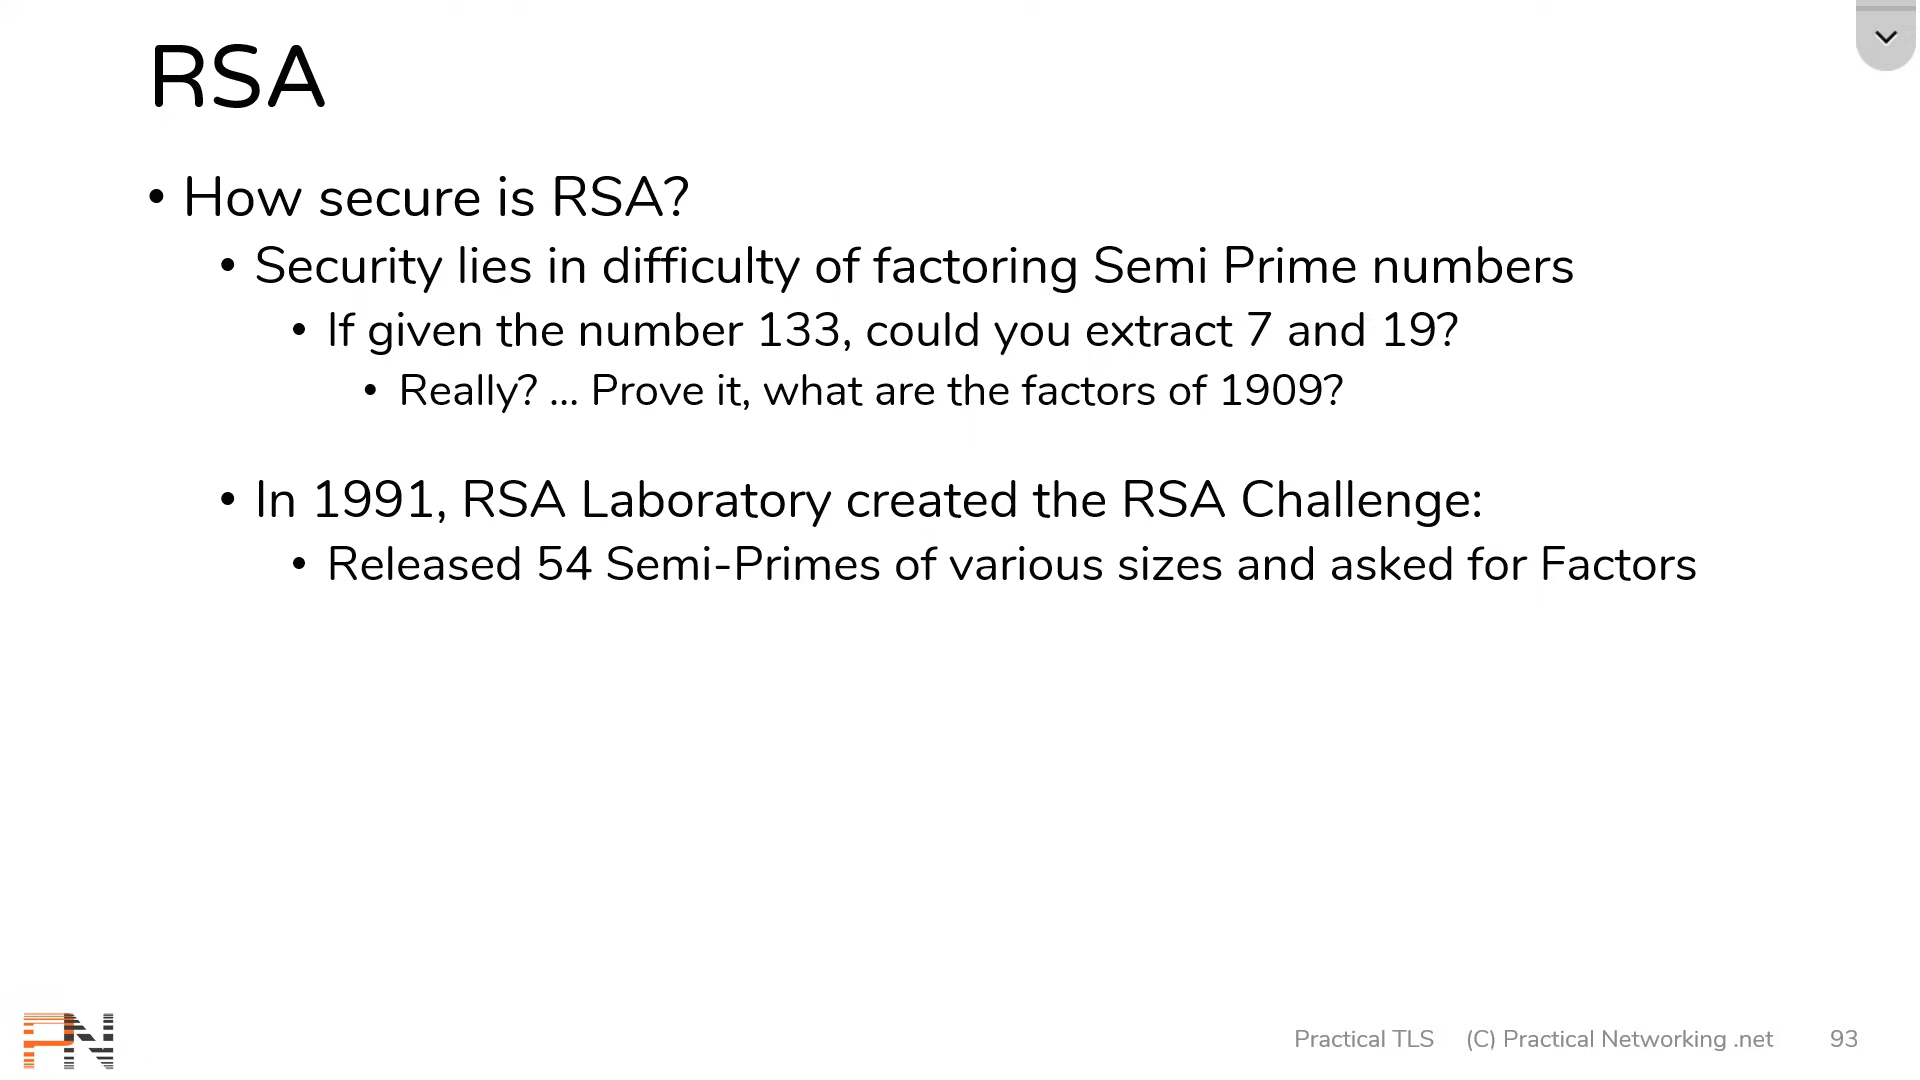 RSA
• How secure is RSA?
• Security lies in difficulty of factoring Semi Prime numbers
• If given the number 133, could you extract 7 and 19?
• Really? ... Prove it, what are the factors of 1909?
• In 1991, RSA Laboratory created the RSA Challenge:
• Released 54 Semi-Primes of various sizes and asked for Factors
PN
Practical TLS (C) Practical Networking .net 93